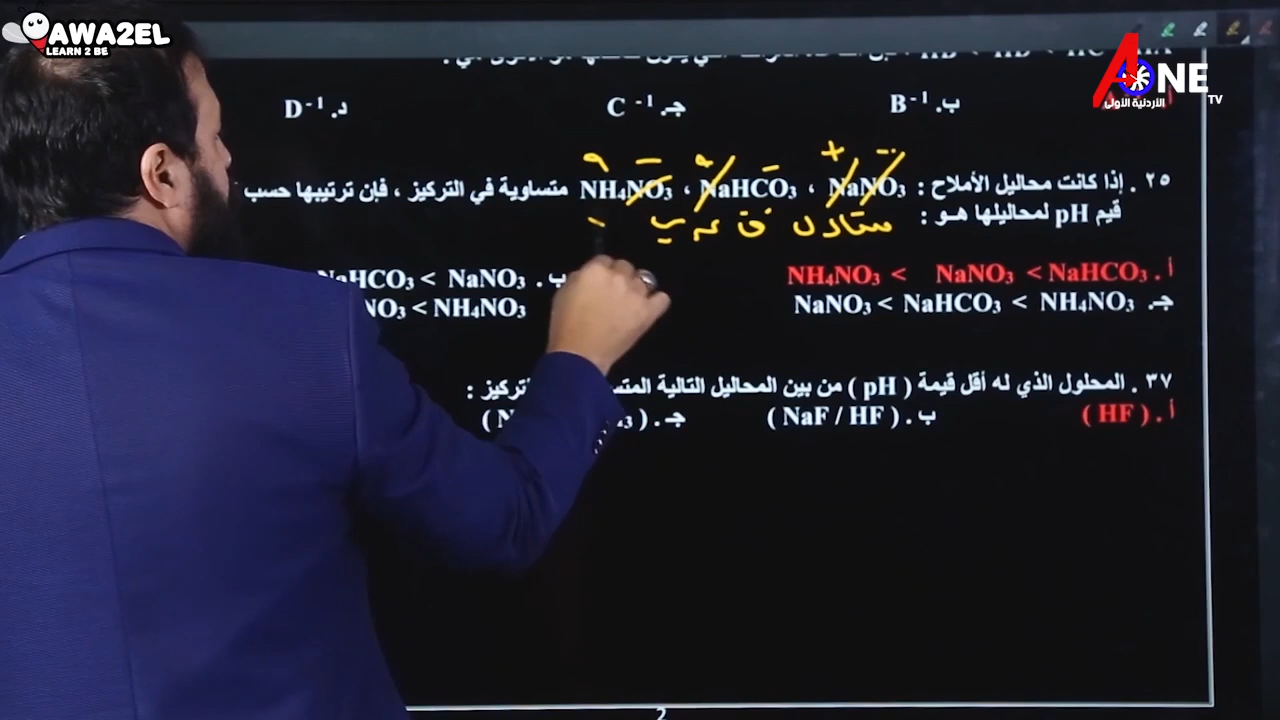 AWA2EL
LEARN 2 BE
A ONE TV
الأردنية الأولى
ب. B⁻¹
جـ. C⁻¹
د. D⁻¹
٢٥ . إذا كانت محاليل الأملاح : NaNO₃ ، NaHCO₃ ، NH₄NO₃ متساوية في التركيز ، فإن ترتيبها حسب
قيم pH لمحاليلها هـو :
متعادل قاعدي
أ . NH₄NO₃ < NaNO₃ < NaHCO₃
ب . NaHCO₃ < NaNO₃
جـ NaNO₃ < NaHCO₃ < NH₄NO₃
NO₃ < NH₄NO₃
٣٧ . المحلول الذي له أقل قيمة ( pH ) من بين المحاليل التالية التركيز :
أ . ( HF )
ب . ( NaF / HF )
جـ . ( N
2